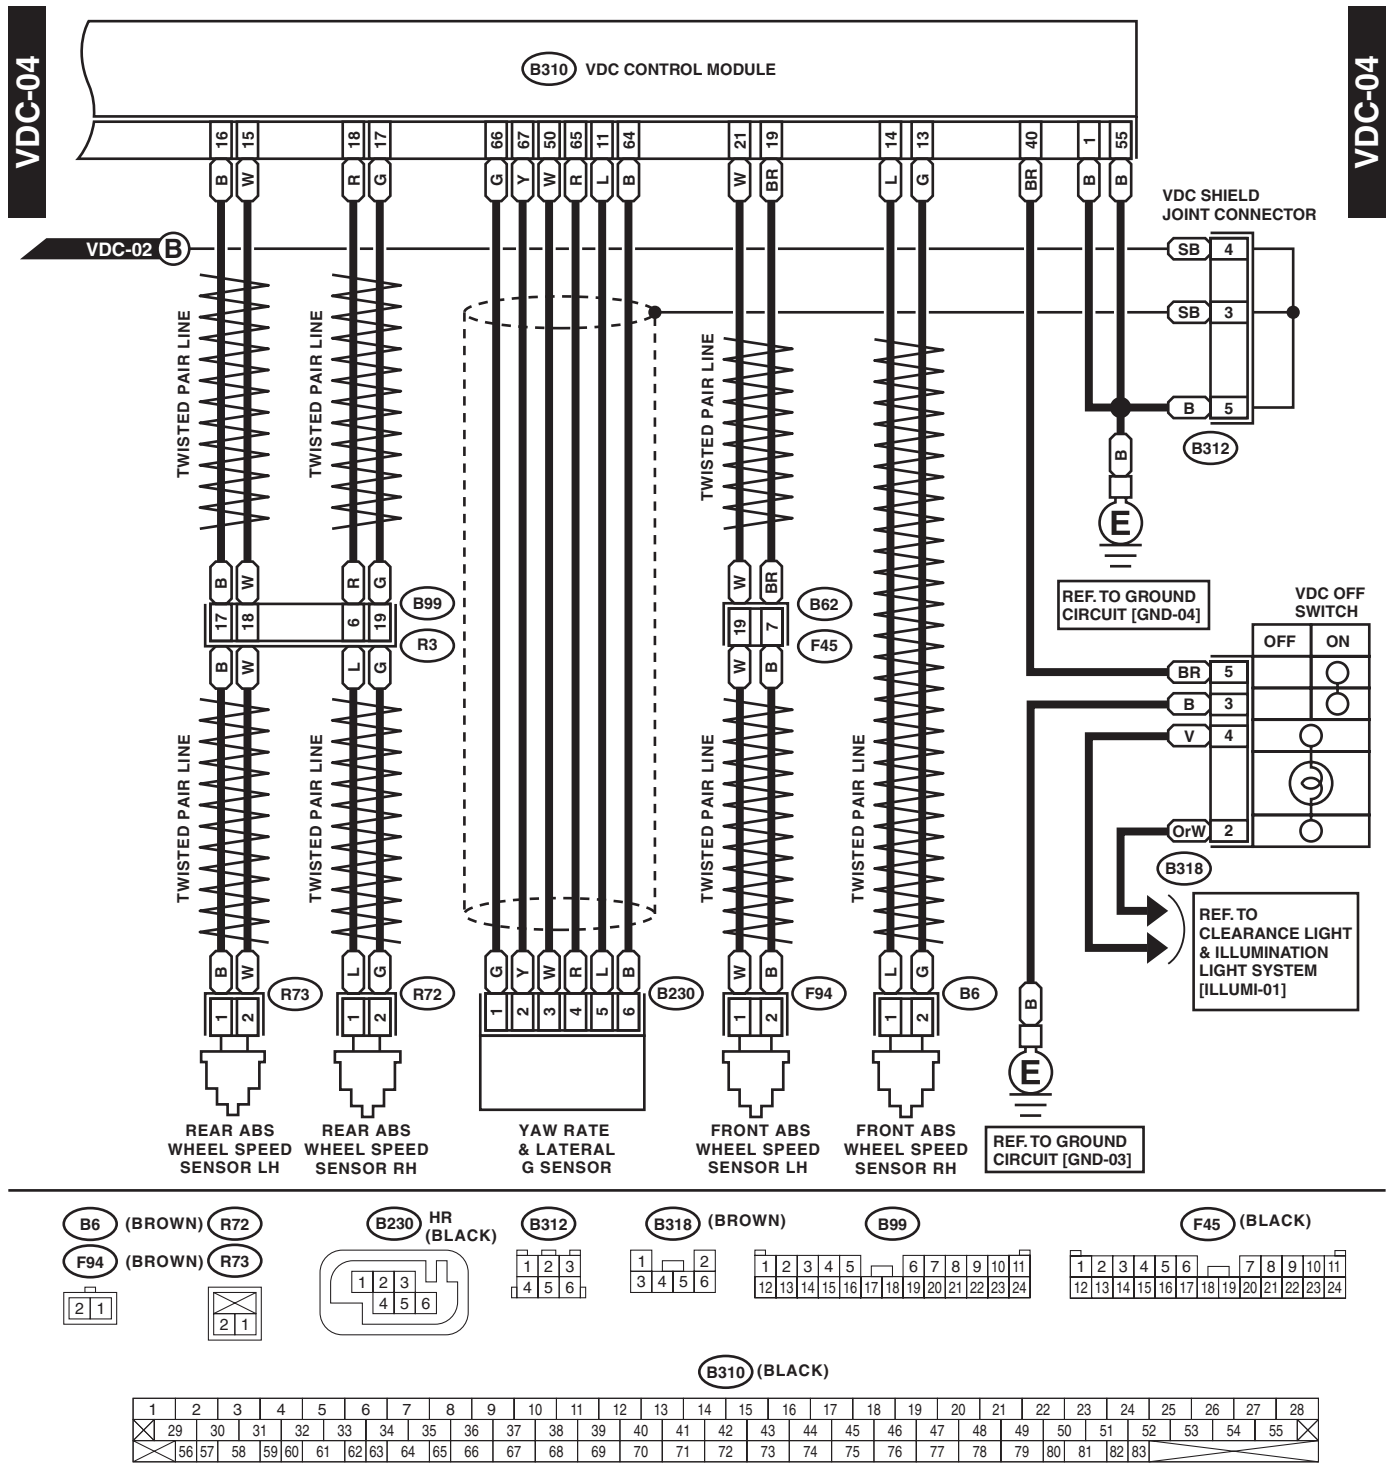 VDC-04
VDC-04
B310 VDC CONTROL MODULE
16 15 18 17 66 67 50 65 11 64 21 19 14 13 40 1 55
B W R G G Y W R L B W BR L G BR B B
VDC SHIELD
JOINT CONNECTOR
VDC-02 B
SB 4
SB 3
B 5
B312
TWISTED PAIR LINE
TWISTED PAIR LINE
TWISTED PAIR LINE
B
E
REF. TO GROUND
CIRCUIT [GND-04]
B W R G W BR
17 18 6 19 B99
R3
19 7 B62
F45
B W L G W B
VDC OFF
SWITCH
OFF ON
BR 5
B 3
V 4
OrW 2
B318
TWISTED PAIR LINE
TWISTED PAIR LINE
TWISTED PAIR LINE
TWISTED PAIR LINE
REF. TO
CLEARANCE LIGHT
& ILLUMINATION
LIGHT SYSTEM
[ILLUMI-01]
B W L G G Y W R L B W B L G
1 2 R73
1 2 R72
1 2 3 4 5 6 B230
1 2 F94
1 2 B6
B
E
REAR ABS
WHEEL SPEED
SENSOR LH
REAR ABS
WHEEL SPEED
SENSOR RH
YAW RATE
& LATERAL
G SENSOR
FRONT ABS
WHEEL SPEED
SENSOR LH
FRONT ABS
WHEEL SPEED
SENSOR RH
REF. TO GROUND
CIRCUIT [GND-03]
B6 (BROWN) R72
F94 (BROWN) R73
2 1
2 1
B230 HR
(BLACK)
1 2 3
4 5 6
B312
1 2 3
4 5 6
B318 (BROWN)
1 2
3 4 5 6
B99
1 2 3 4 5 6 7 8 9 10 11
12 13 14 15 16 17 18 19 20 21 22 23 24
F45 (BLACK)
1 2 3 4 5 6 7 8 9 10 11
12 13 14 15 16 17 18 19 20 21 22 23 24
B310 (BLACK)
1 2 3 4 5 6 7 8 9 10 11 12 13 14 15 16 17 18 19 20 21 22 23 24 25 26 27 28
29 30 31 32 33 34 35 36 37 38 39 40 41 42 43 44 45 46 47 48 49 50 51 52 53 54 55
56 57 58 59 60 61 62 63 64 65 66 67 68 69 70 71 72 73 74 75 76 77 78 79 80 81 82 83